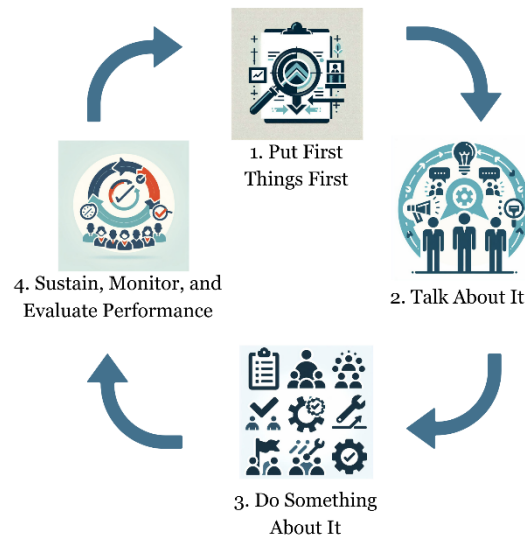 1. Put First
Things First
2. Talk About It
3. Do Something
About It
4. Sustain, Monitor, and
Evaluate Performance